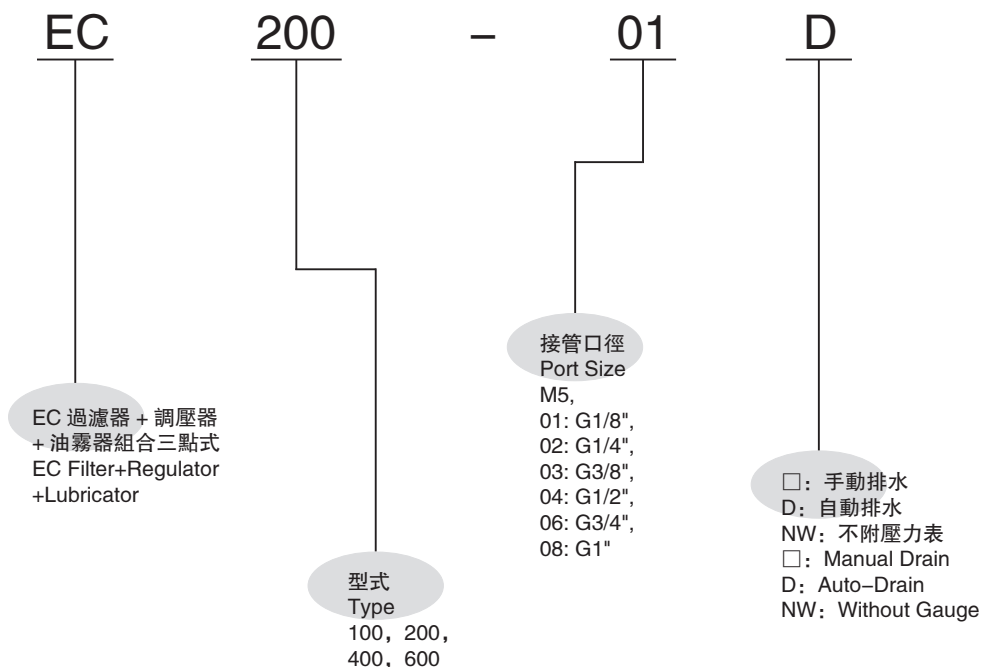 EC 200 – 01 D
EC 過濾器 + 調壓器
+ 油霧器組合三點式
EC Filter+Regulator
+Lubricator
型式
Type
100，200，
400，600
接管口徑
Port Size
M5,
01: G1/8",
02: G1/4",
03: G3/8",
04: G1/2",
06: G3/4",
08: G1"
□：手動排水
D：自動排水
NW：不附壓力表
□：Manual Drain
D：Auto–Drain
NW：Without Gauge